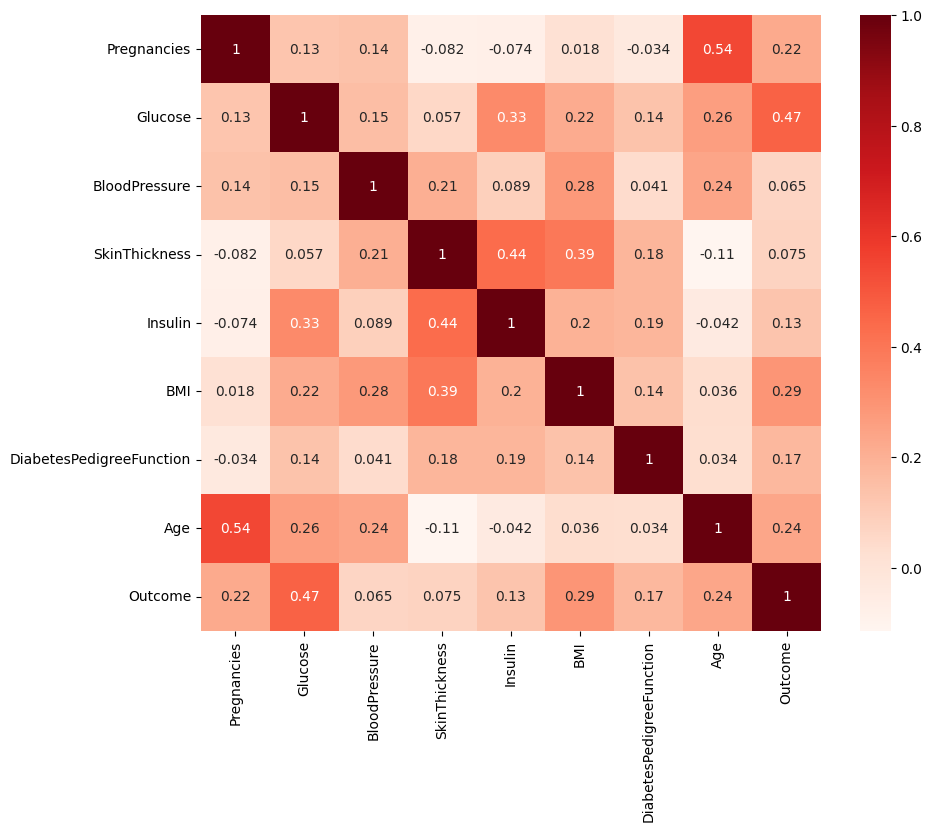 Pregnancies 1 0.13 0.14 -0.082 -0.074 0.018 -0.034 0.54 0.22
Glucose 0.13 1 0.15 0.057 0.33 0.22 0.14 0.26 0.47
BloodPressure 0.14 0.15 1 0.21 0.089 0.28 0.041 0.24 0.065
SkinThickness -0.082 0.057 0.21 1 0.44 0.39 0.18 -0.11 0.075
Insulin -0.074 0.33 0.089 0.44 1 0.2 0.19 -0.042 0.13
BMI 0.018 0.22 0.28 0.39 0.2 1 0.14 0.036 0.29
DiabetesPedigreeFunction -0.034 0.14 0.041 0.18 0.19 0.14 1 0.034 0.17
Age 0.54 0.26 0.24 -0.11 -0.042 0.036 0.034 1 0.24
Outcome 0.22 0.47 0.065 0.075 0.13 0.29 0.17 0.24 1
Pregnancies
Glucose
BloodPressure
SkinThickness
Insulin
BMI
DiabetesPedigreeFunction
Age
Outcome
1.0
0.8
0.6
0.4
0.2
0.0